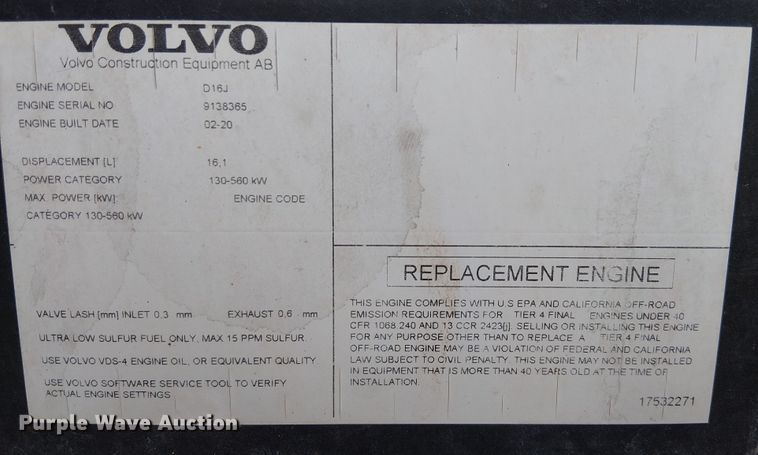 VOLVO
Volvo Construction Equipment AB
ENGINE MODEL D16J
ENGINE SERIAL NO 9138365
ENGINE BUILT DATE 02-20
DISPLACEMENT [L] 16,1
POWER CATEGORY 130-560 kW
MAX. POWER [kW]: ENGINE CODE
CATEGORY 130-560 kW
VALVE LASH [mm] INLET 0,3 mm EXHAUST 0,6 mm
ULTRA LOW SULFUR FUEL ONLY, MAX 15 PPM SULFUR.
USE VOLVO VDS-4 ENGINE OIL, OR EQUIVALENT QUALITY
USE VOLVO SOFTWARE SERVICE TOOL TO VERIFY
ACTUAL ENGINE SETTINGS
REPLACEMENT ENGINE
THIS ENGINE COMPLIES WITH U.S EPA AND CALIFORNIA OFF-ROAD
EMISSION REQUIREMENTS FOR TIER 4 FINAL ENGINES UNDER 40
CFR 1068.240 AND 13 CCR 2423[j]. SELLING OR INSTALLING THIS ENGINE
FOR ANY PURPOSE OTHER THAN TO REPLACE A TIER 4 FINAL
OFF-ROAD ENGINE MAY BE A VIOLATION OF FEDERAL AND CALIFORNIA
LAW SUBJECT TO CIVIL PENALTY. THIS ENGINE MAY NOT BE INSTALLED
IN EQUIPMENT THAT IS MORE THAN 40 YEARS OLD AT THE TIME OF
INSTALLATION.
17532271
Purple Wave Auction